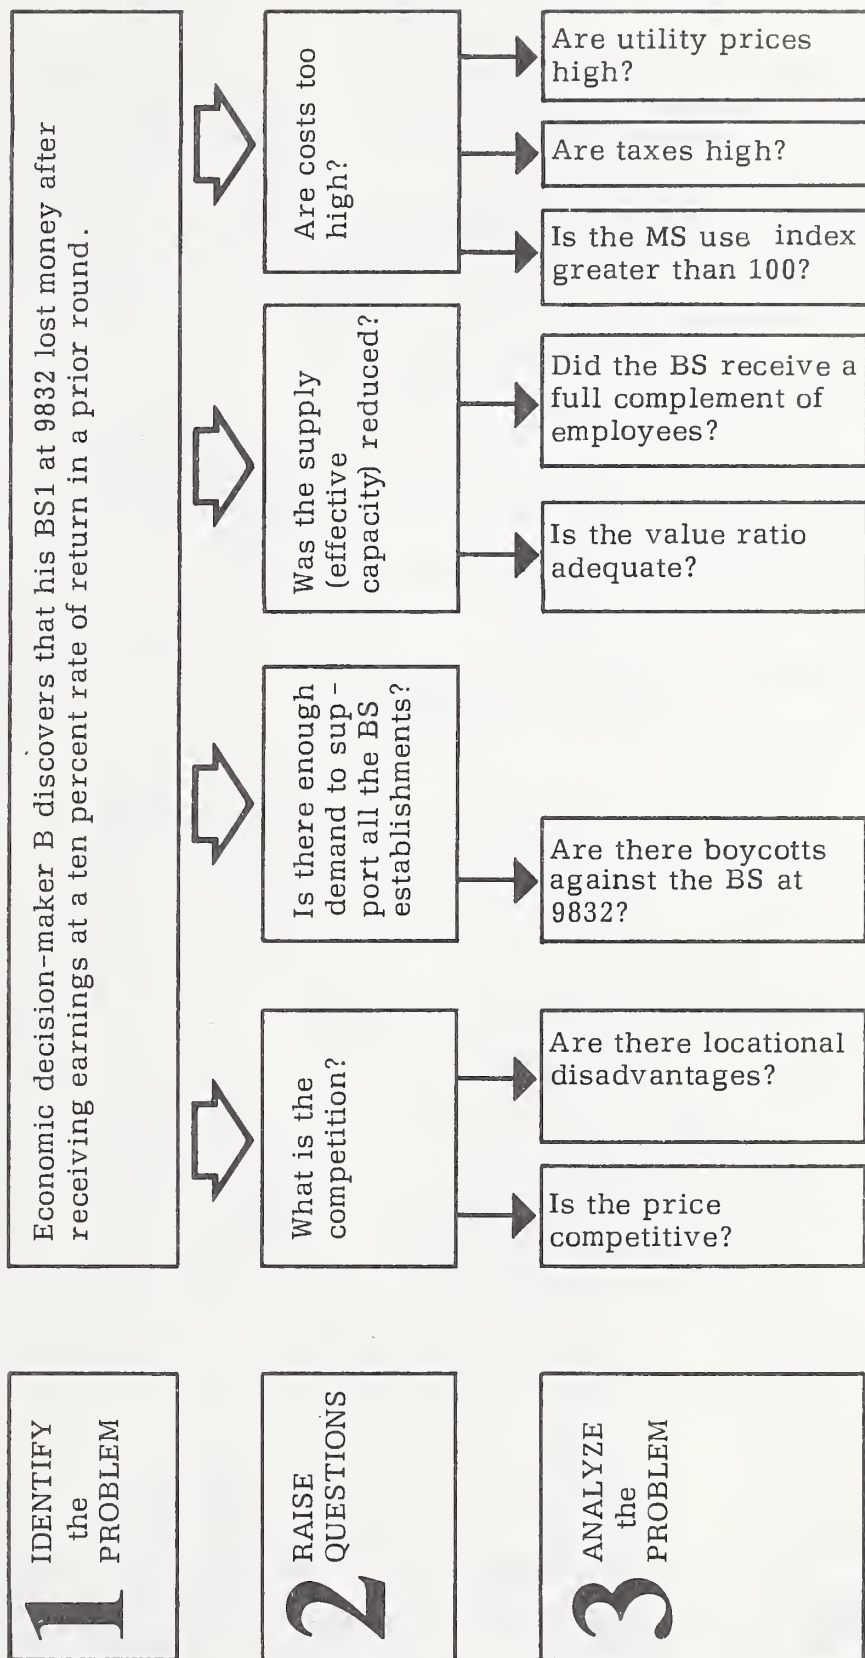 1
IDENTIFY
the
PROBLEM
Economic decision-maker B discovers that his BS1 at 9832 lost money after
receiving earnings at a ten percent rate of return in a prior round.
2
RAISE
QUESTIONS
What is the
competition?
Is there enough
demand to sup-
port all the BS
establishments?
Was the supply
(effective
capacity) reduced?
Are costs too
high?
3
ANALYZE
the
PROBLEM
Is the price
competitive?
Are there locational
disadvantages?
Are there boycotts
against the BS at
9832?
Is the value ratio
adequate?
Did the BS receive a
full complement of
employees?
Is the MS use index
greater than 100?
Are taxes high?
Are utility prices
high?